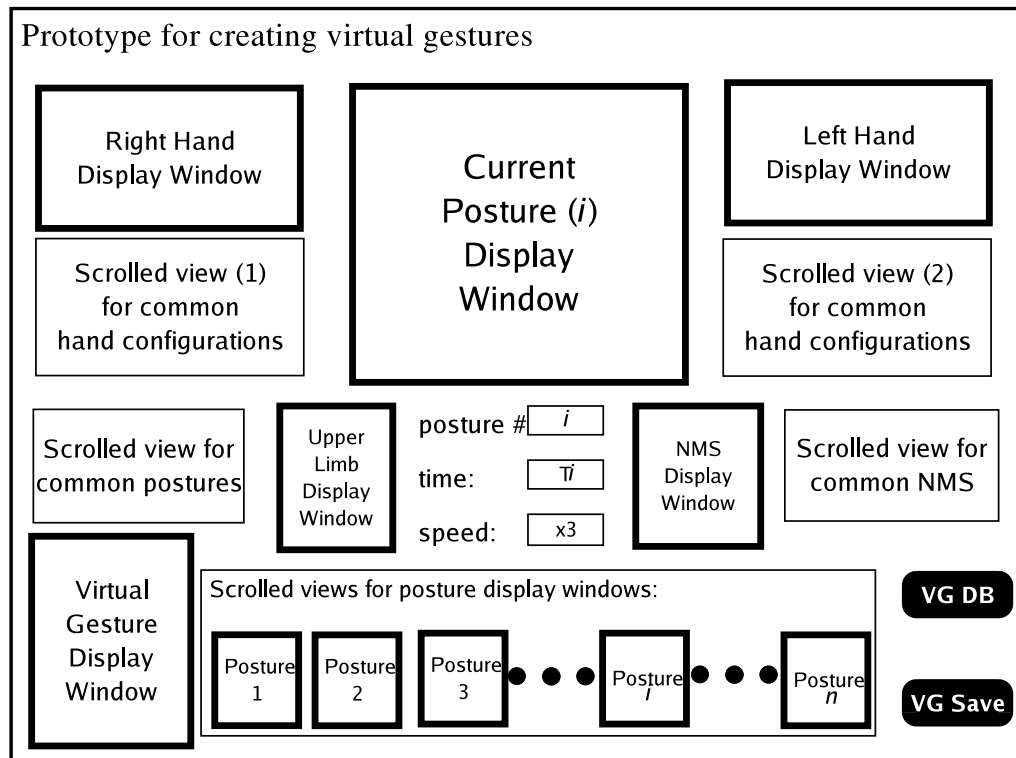 Prototype for creating virtual gestures
Right Hand
Display Window
Current
Posture (i)
Display
Window
Left Hand
Display Window
Scrolled view (1)
for common
hand configurations
Scrolled view (2)
for common
hand configurations
Scrolled view for
common postures
Upper
Limb
Display
Window
posture # i
time: Ti
speed: x3
NMS
Display
Window
Scrolled view for
common NMS
Virtual
Gesture
Display
Window
Scrolled views for posture display windows:
Posture
1
Posture
2
Posture
3
Posture
i
Posture
n
VG DB
VG Save